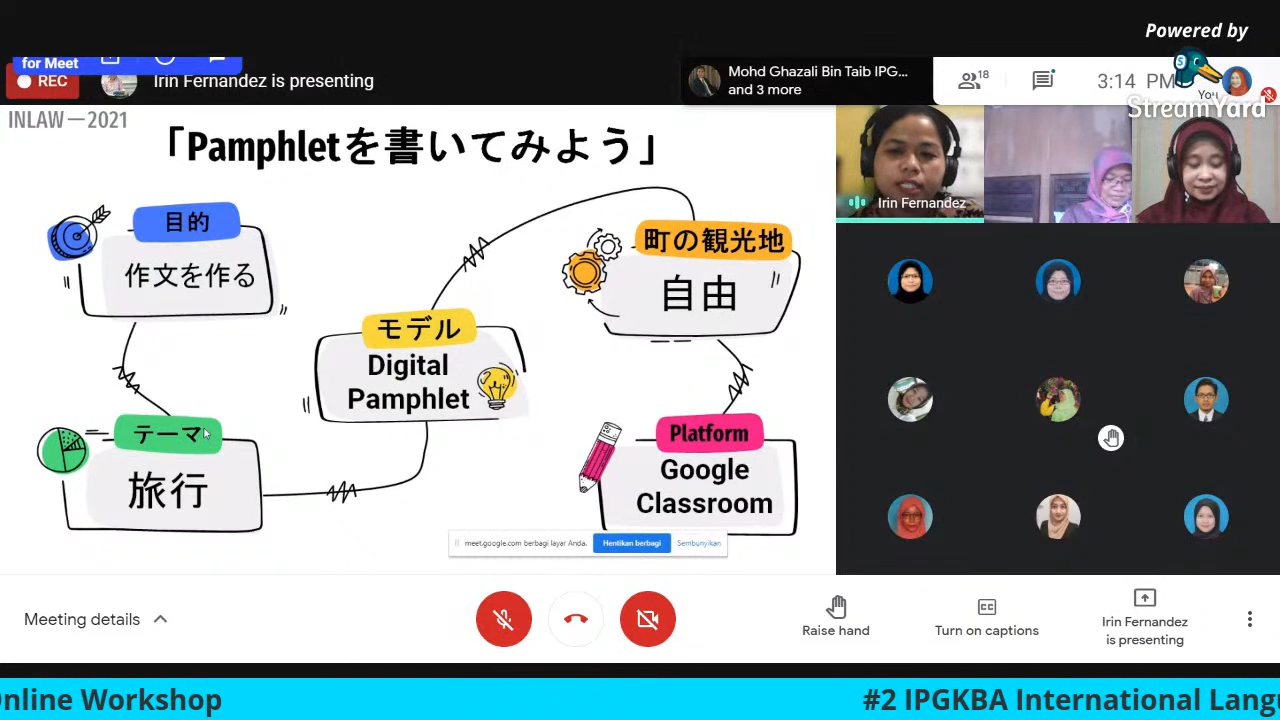 Powered by
StreamYard
for Meet
REC
Irin Fernandez is presenting
Mohd Ghazali Bin Taib IPG...
and 3 more
18
3:14 PM
You
INLAW—2021
「Pamphletを書いてみよう」
目的
作文を作る
テーマ
旅行
モデル
Digital
Pamphlet
町の観光地
自由
Platform
Google
Classroom
meet.google.com berbagi layar Anda.
Hentikan berbagi
Sembunyikan
Irin Fernandez
Meeting details
Raise hand
Turn on captions
Irin Fernandez
is presenting
Online Workshop
#2 IPGKBA International Langu